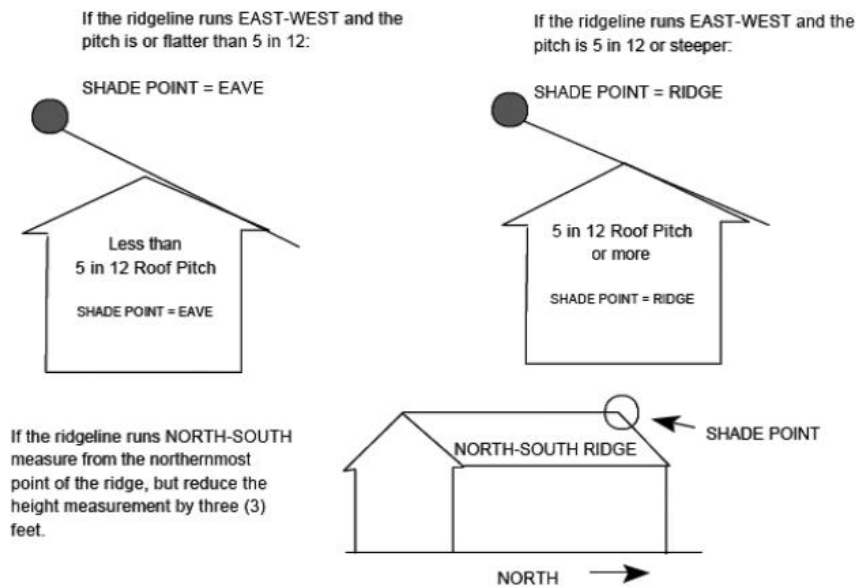 If the ridgeline runs EAST-WEST and the
pitch is or flatter than 5 in 12:
SHADE POINT = EAVE
Less than
5 in 12 Roof Pitch
SHADE POINT = EAVE
If the ridgeline runs EAST-WEST and the
pitch is 5 in 12 or steeper:
SHADE POINT = RIDGE
5 in 12 Roof Pitch
or more
SHADE POINT = RIDGE
If the ridgeline runs NORTH-SOUTH
measure from the northernmost
point of the ridge, but reduce the
height measurement by three (3)
feet.
NORTH-SOUTH RIDGE
SHADE POINT
NORTH